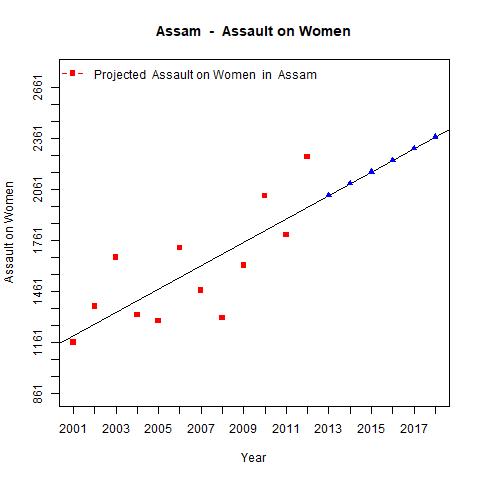 Assam - Assault on Women
Projected Assault on Women in Assam
2661
2361
2061
1761
1461
1161
861
Assault on Women
2001 2003 2005 2007 2009 2011 2013 2015 2017
Year